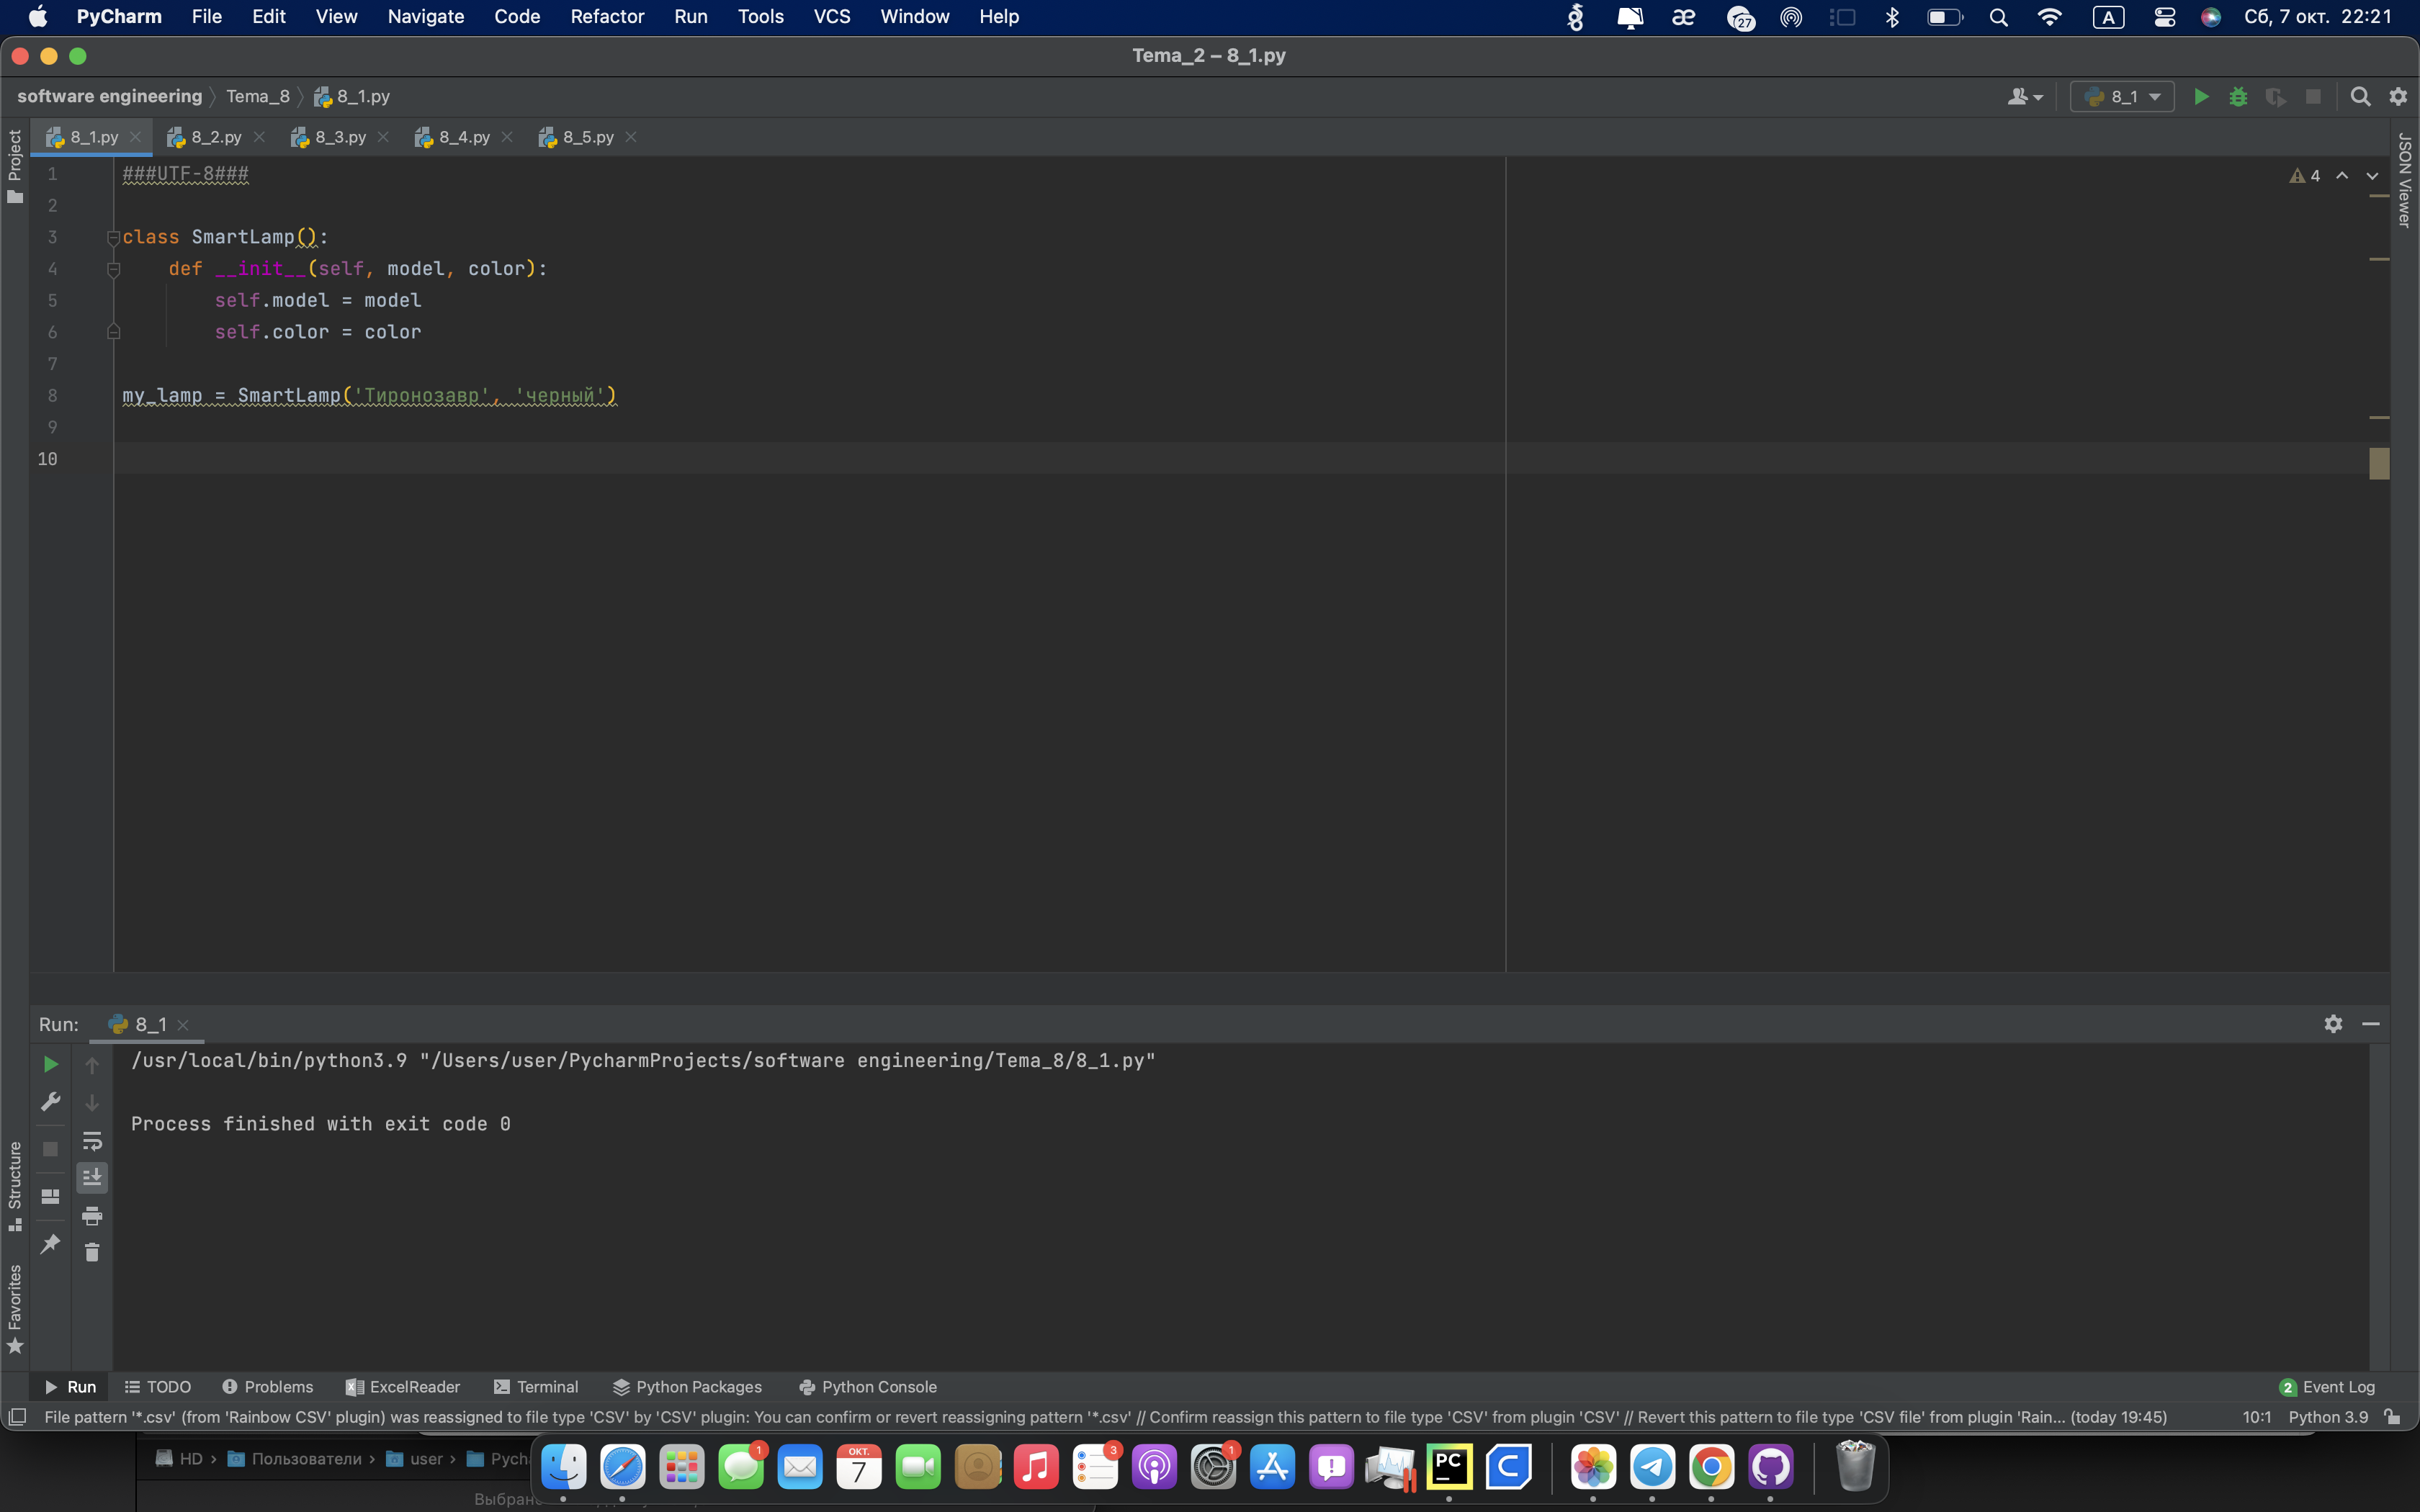 PyCharm File Edit View Navigate Code Refactor Run Tools VCS Window Help 27 A Сб, 7 окт. 22:21
Tema_2 – 8_1.py
software engineering Tema_8 8_1.py 8_1
8_1.py 8_2.py 8_3.py 8_4.py 8_5.py
Project
JSON Viewer
4
1 ###UTF-8###
2
3 class SmartLamp():
4 def __init__(self, model, color):
5 self.model = model
6 self.color = color
7
8 my_lamp = SmartLamp('Тиронозавр', 'черный')
9
10
Run: 8_1
/usr/local/bin/python3.9 "/Users/user/PycharmProjects/software engineering/Tema_8/8_1.py"
Process finished with exit code 0
Structure
Favorites
Run TODO Problems ExcelReader Terminal Python Packages Python Console 2 Event Log
File pattern '*.csv' (from 'Rainbow CSV' plugin) was reassigned to file type 'CSV' by 'CSV' plugin: You can confirm or revert reassigning pattern '*.csv' // Confirm reassign this pattern to file type 'CSV' from plugin 'CSV' // Revert this pattern to file type 'CSV file' from plugin 'Rain... (today 19:45) 10:1 Python 3.9
HD › Пользователи › user › Pych
1 ОКТ. 7 3 1 PC